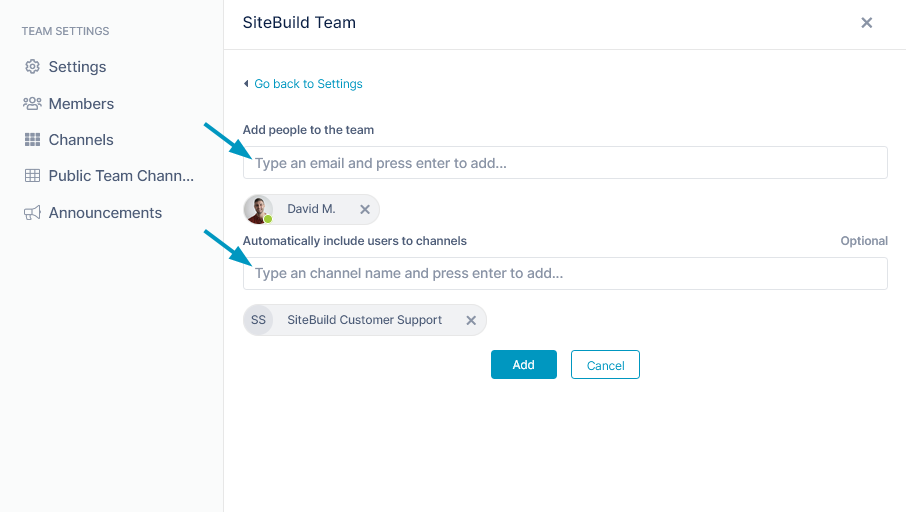 TEAM SETTINGS
Settings
Members
Channels
Public Team Chann...
Announcements
SiteBuild Team
Go back to Settings
Add people to the team
Type an email and press enter to add...
David M.
Automatically include users to channels
Optional
Type an channel name and press enter to add...
SS SiteBuild Customer Support
Add
Cancel